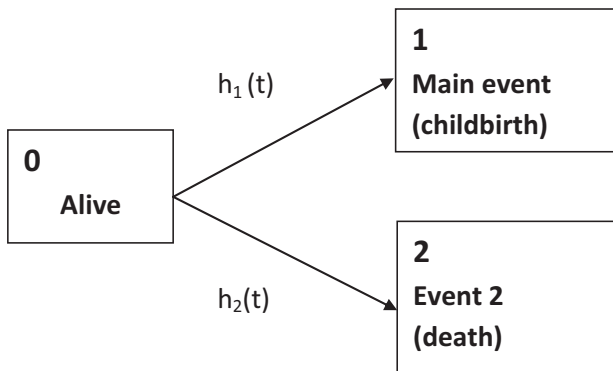 1
Main event
(childbirth)
h₁ (t)
0
Alive
2
Event 2
(death)
h₂(t)